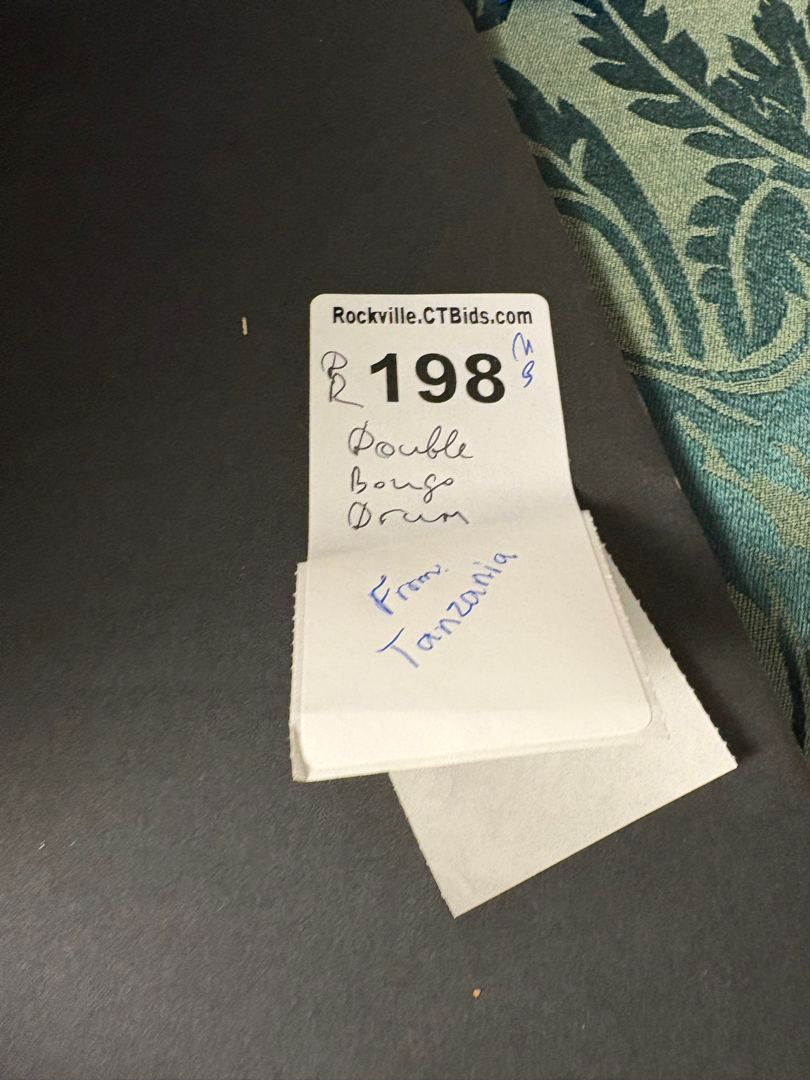 Rockville.CTBids.com
198
Double
Bongo
Drum
From
Tanzania